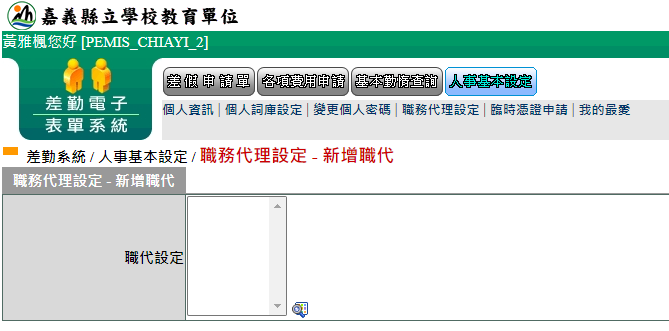 嘉義縣立學校教育單位
黃雅楓您好 [PEMIS_CHIAYI_2]
差勤電子
表單系統
差假申請單 各項費用申請 基本勤惰查詢 人事基本設定
個人資訊 | 個人詞庫設定 | 變更個人密碼 | 職務代理設定 | 臨時憑證申請 | 我的最愛
差勤系統 / 人事基本設定 / 職務代理設定 - 新增職代
職務代理設定 - 新增職代
職代設定